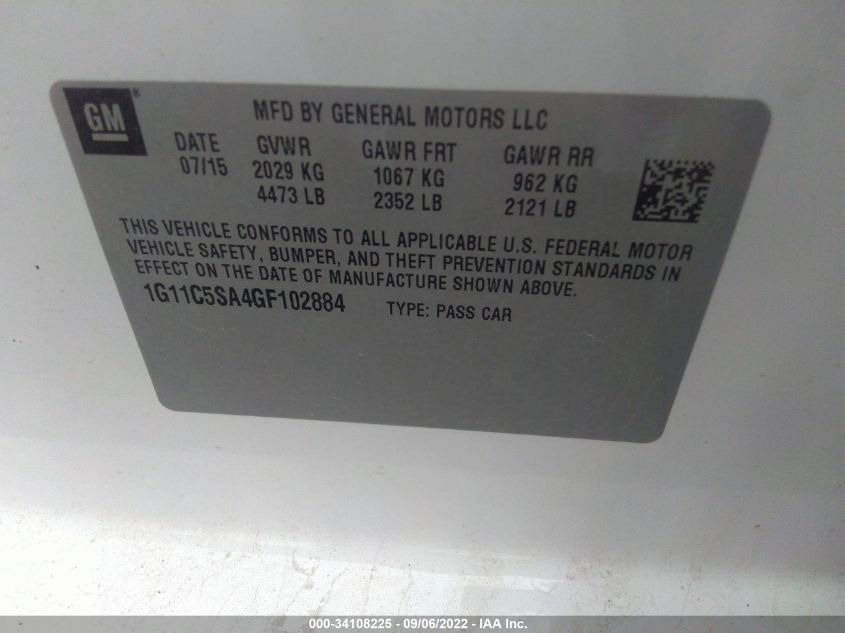 GM ®
MFD BY GENERAL MOTORS LLC
DATE GVWR GAWR FRT GAWR RR
07/15 2029 KG 1067 KG 962 KG
4473 LB 2352 LB 2121 LB
THIS VEHICLE CONFORMS TO ALL APPLICABLE U.S. FEDERAL MOTOR
VEHICLE SAFETY, BUMPER, AND THEFT PREVENTION STANDARDS IN
EFFECT ON THE DATE OF MANUFACTURE SHOWN ABOVE.
1G11C5SA4GF102884 TYPE: PASS CAR
000-34108225 - 09/06/2022 - IAA Inc.